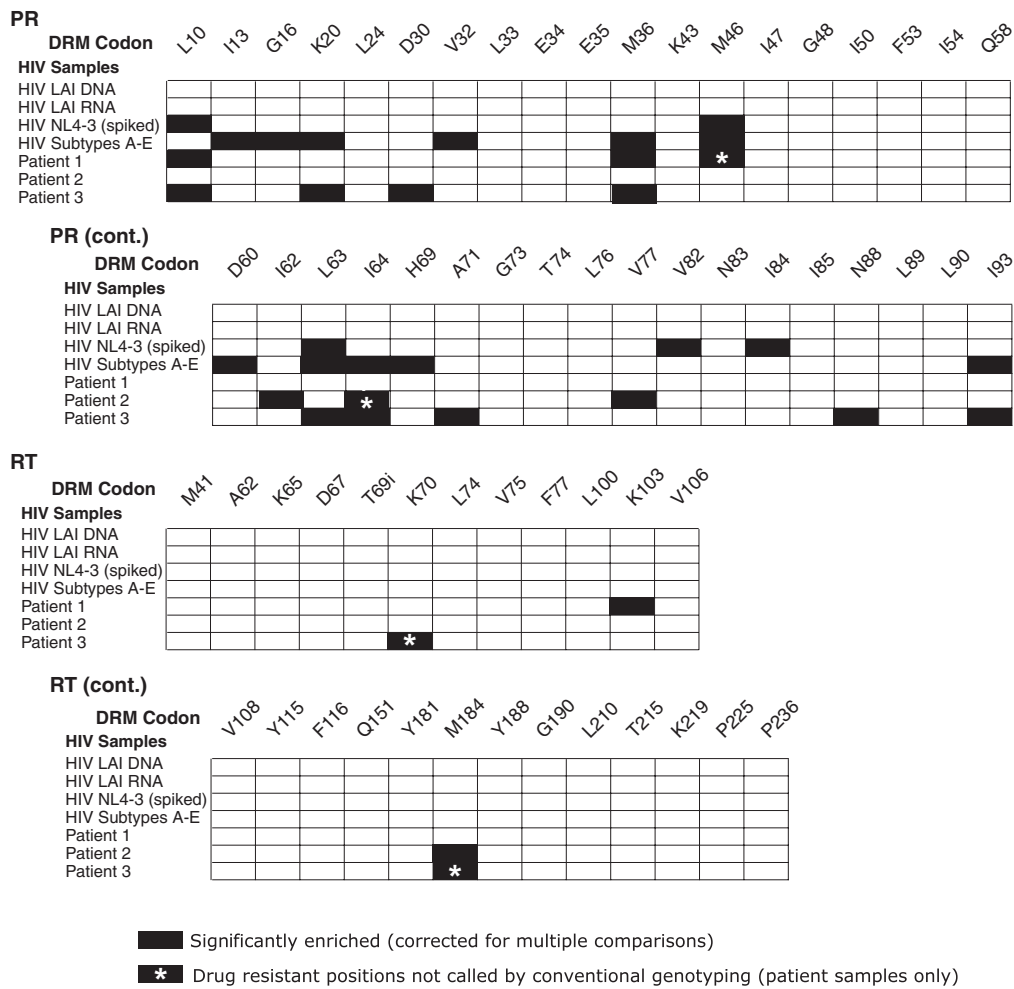 PR
DRM Codon L10 I13 G16 K20 L24 D30 V32 L33 E34 E35 M36 K43 M46 I47 G48 I50 F53 I54 Q58
HIV Samples
HIV LAI DNA
HIV LAI RNA
HIV NL4-3 (spiked)
HIV Subtypes A-E
Patient 1 *
Patient 2
Patient 3
PR (cont.)
DRM Codon D60 I62 L63 I64 H69 A71 G73 T74 L76 V77 V82 N83 I84 I85 N88 L89 L90 I93
HIV Samples
HIV LAI DNA
HIV LAI RNA
HIV NL4-3 (spiked)
HIV Subtypes A-E
Patient 1
Patient 2 *
Patient 3
RT
DRM Codon M41 A62 K65 D67 T69i K70 L74 V75 F77 L100 K103 V106
HIV Samples
HIV LAI DNA
HIV LAI RNA
HIV NL4-3 (spiked)
HIV Subtypes A-E
Patient 1
Patient 2
Patient 3 *
RT (cont.)
DRM Codon V108 Y115 F116 Q151 Y181 M184 Y188 G190 L210 T215 K219 P225 P236
HIV Samples
HIV LAI DNA
HIV LAI RNA
HIV NL4-3 (spiked)
HIV Subtypes A-E
Patient 1
Patient 2
Patient 3 *
Significantly enriched (corrected for multiple comparisons)
* Drug resistant positions not called by conventional genotyping (patient samples only)